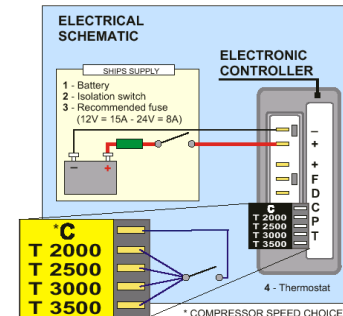 ELECTRICAL
SCHEMATIC
ELECTRONIC
CONTROLLER
SHIPS SUPPLY
1 - Battery
2 - Isolation switch
3 - Recommended fuse
(12V = 15A - 24V = 8A)
- +
–
+
+
F
D
C
P
T
C
T 2000
T 2500
T 3000
T 3500
*C
T 2000
T 2500
T 3000
T 3500
4 - Thermostat
* COMPRESSOR SPEED CHOICE